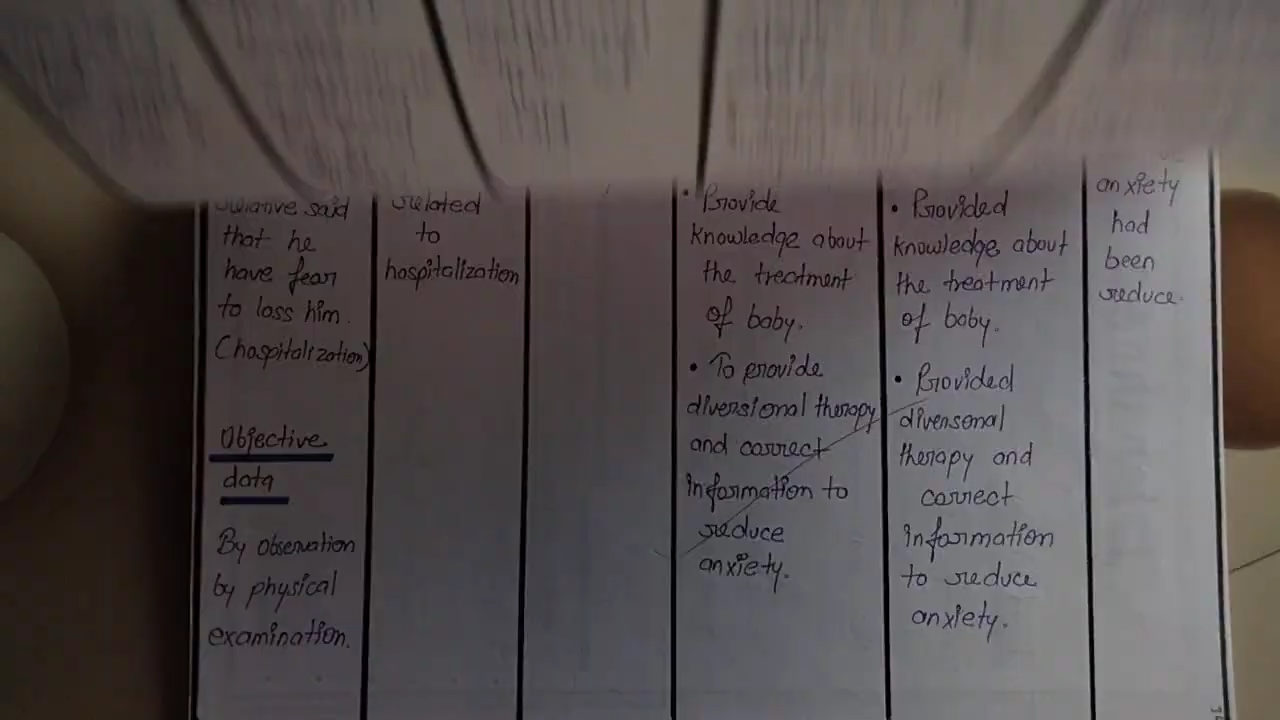 said
that he
have fear
to loss him.
(hospitalization)
Objective
data
By observation
by physical
examination.
related
to
hospitalization
• Provide
knowledge about
the treatment
of baby.
• To provide
diversional therapy
and correct
information to
reduce
anxiety.
• Provided
knowledge about
the treatment
of baby.
• Provided
diversonal
therapy and
correct
information
to reduce
anxiety.
anxiety
had
been
reduce.